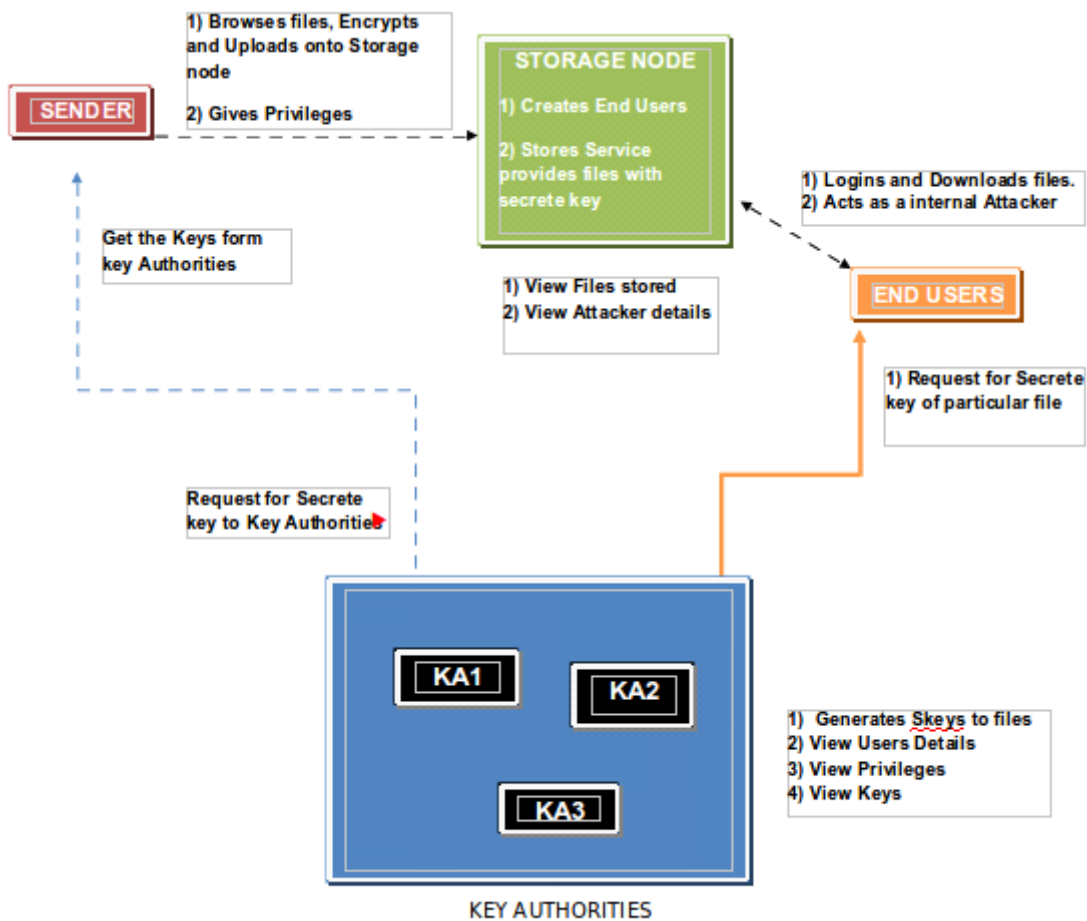 1) Browses files, Encrypts
and Uploads onto Storage
node
2) Gives Privileges
SENDER
STORAGE NODE
1) Creates End Users
2) Stores Service
provides files with
secrete key
1) Logins and Downloads files.
2) Acts as a internal Attacker
Get the Keys form
key Authorities
1) View Files stored
2) View Attacker details
END USERS
1) Request for Secrete
key of particular file
Request for Secrete
key to Key Authorities
KA1
KA2
KA3
1) Generates Skeys to files
2) View Users Details
3) View Privileges
4) View Keys
KEY AUTHORITIES